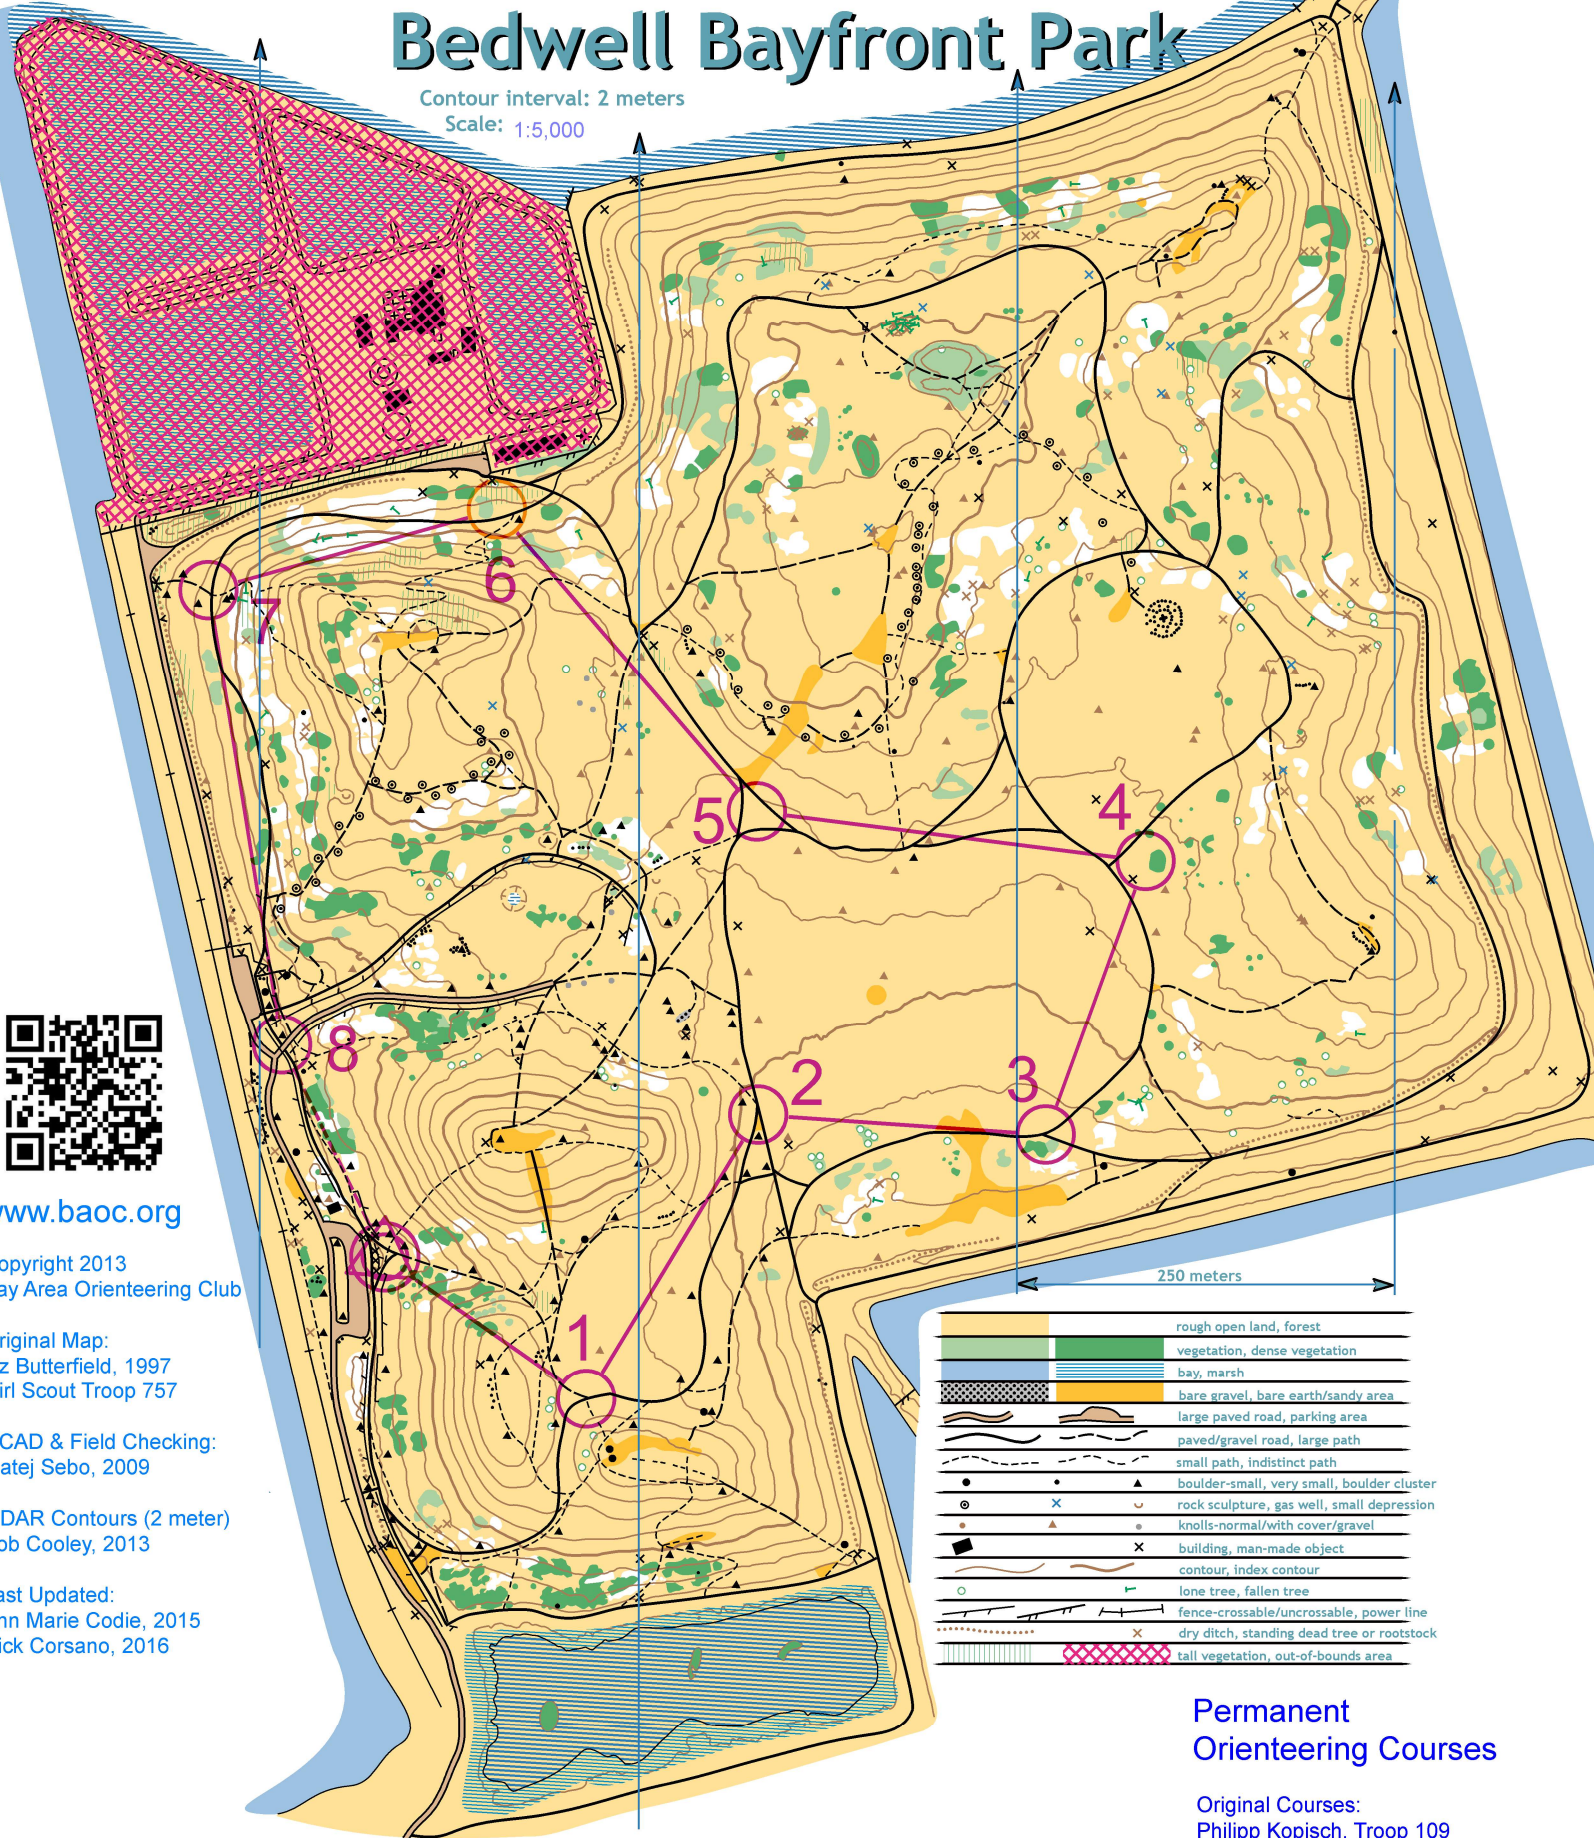 Bedwell Bayfront Park
Contour interval: 2 meters
Scale: 1:5,000
6
7
5
4
8
2
3
1
www.baoc.org
opyright 2013
ay Area Orienteering Club
riginal Map:
z Butterfield, 1997
irl Scout Troop 757
CAD & Field Checking:
atej Sebo, 2009
DAR Contours (2 meter)
ob Cooley, 2013
ast Updated:
nn Marie Codie, 2015
ick Corsano, 2016
250 meters
rough open land, forest
vegetation, dense vegetation
bay, marsh
bare gravel, bare earth/sandy area
large paved road, parking area
paved/gravel road, large path
small path, indistinct path
boulder-small, very small, boulder cluster
rock sculpture, gas well, small depression
knolls-normal/with cover/gravel
building, man-made object
contour, index contour
lone tree, fallen tree
fence-crossable/uncrossable, power line
dry ditch, standing dead tree or rootstock
tall vegetation, out-of-bounds area
Permanent
Orienteering Courses
Original Courses:
Philipp Kopisch, Troop 109